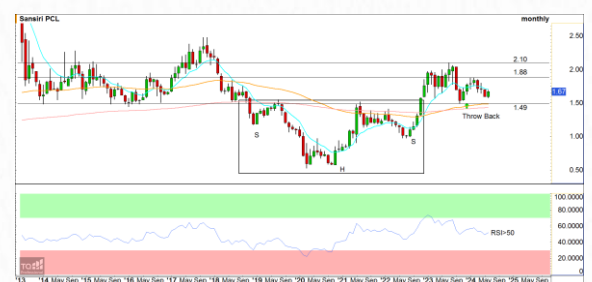 Sansiri PCL monthly
2.50
2.10
2.00
1.88
1.67
1.50
1.49
Throw Back
S
S
1.00
H
0.50
100.0000
80.0000
60.0000
RSI>50
40.0000
20.0000
0.0000
'13 '14 May Sep '15 May Sep '16 May Sep '17 May Sep '18 May Sep '19 May Sep '20 May Sep '21 May Sep '22 May Sep '23 May Sep '24 May Sep '25 May Sep